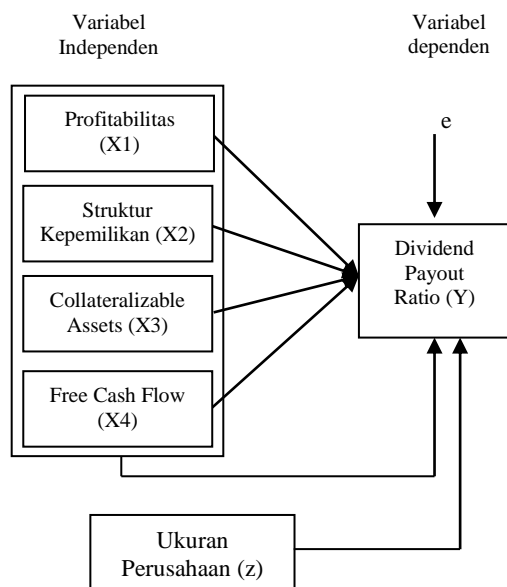 Variabel
Independen
Variabel
dependen
Profitabilitas
(X1)
e
Struktur
Kepemilikan (X2)
Dividend
Payout
Ratio (Y)
Collateralizable
Assets (X3)
Free Cash Flow
(X4)
Ukuran
Perusahaan (z)